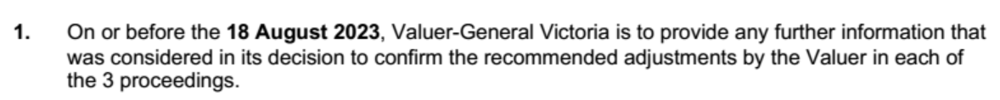 1. On or before the 18 August 2023, Valuer-General Victoria is to provide any further information that
was considered in its decision to confirm the recommended adjustments by the Valuer in each of
the 3 proceedings.